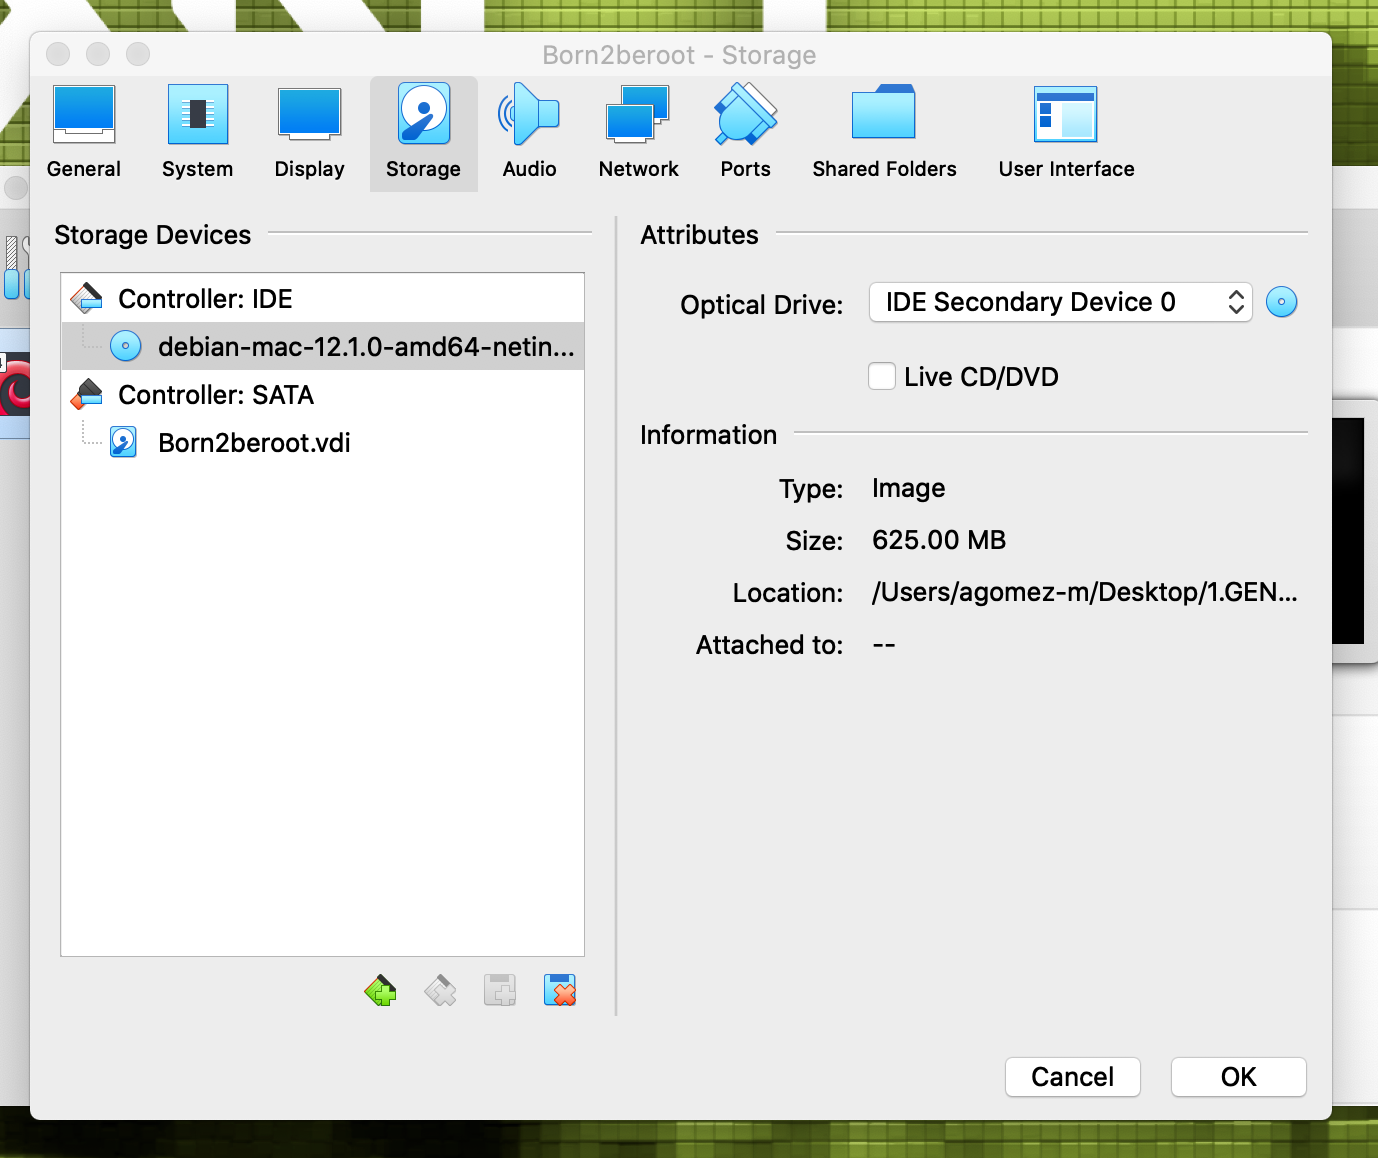 Born2beroot - Storage
General
System
Display
Storage
Audio
Network
Ports
Shared Folders
User Interface
Storage Devices
Controller: IDE
debian-mac-12.1.0-amd64-netin...
Controller: SATA
Born2beroot.vdi
Attributes
Optical Drive: IDE Secondary Device 0
Live CD/DVD
Information
Type: Image
Size: 625.00 MB
Location: /Users/agomez-m/Desktop/1.GEN...
Attached to: --
Cancel
OK